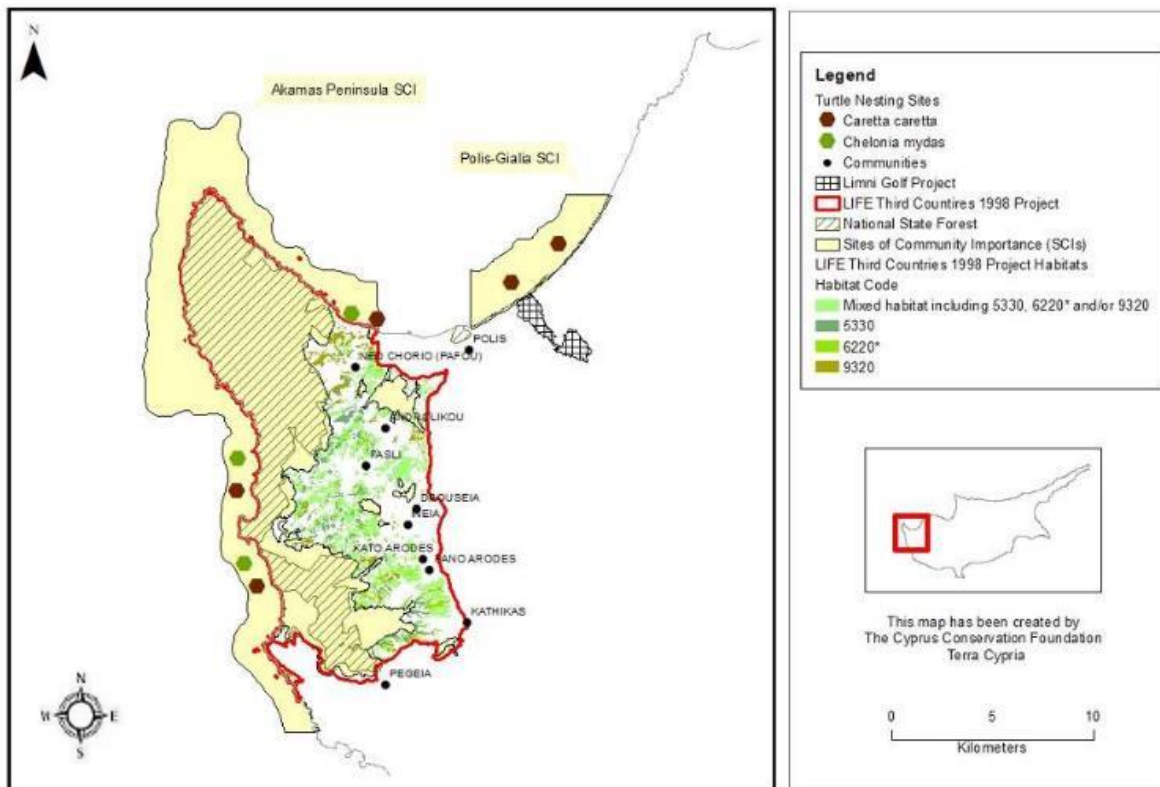 N
Akamas Peninsula SCI
Polis-Gialia SCI
POLIS
NEO CHORIO (PAFOU)
ANDROLIKOU
FASLI
DROUSEIA
INEIA
KATO ARODES
PANO ARODES
KATHIKAS
PEGEIA
N
W
E
S
Legend
Turtle Nesting Sites
Caretta caretta
Chelonia mydas
Communities
Limni Golf Project
LIFE Third Countires 1998 Project
National State Forest
Sites of Community Importance (SCIs)
LIFE Third Countries 1998 Project Habitats
Habitat Code
Mixed habitat including 5330, 6220* and/or 9320
5330
6220*
9320
This map has been created by
The Cyprus Conservation Foundation
Terra Cypria
0 5 10
Kilometers